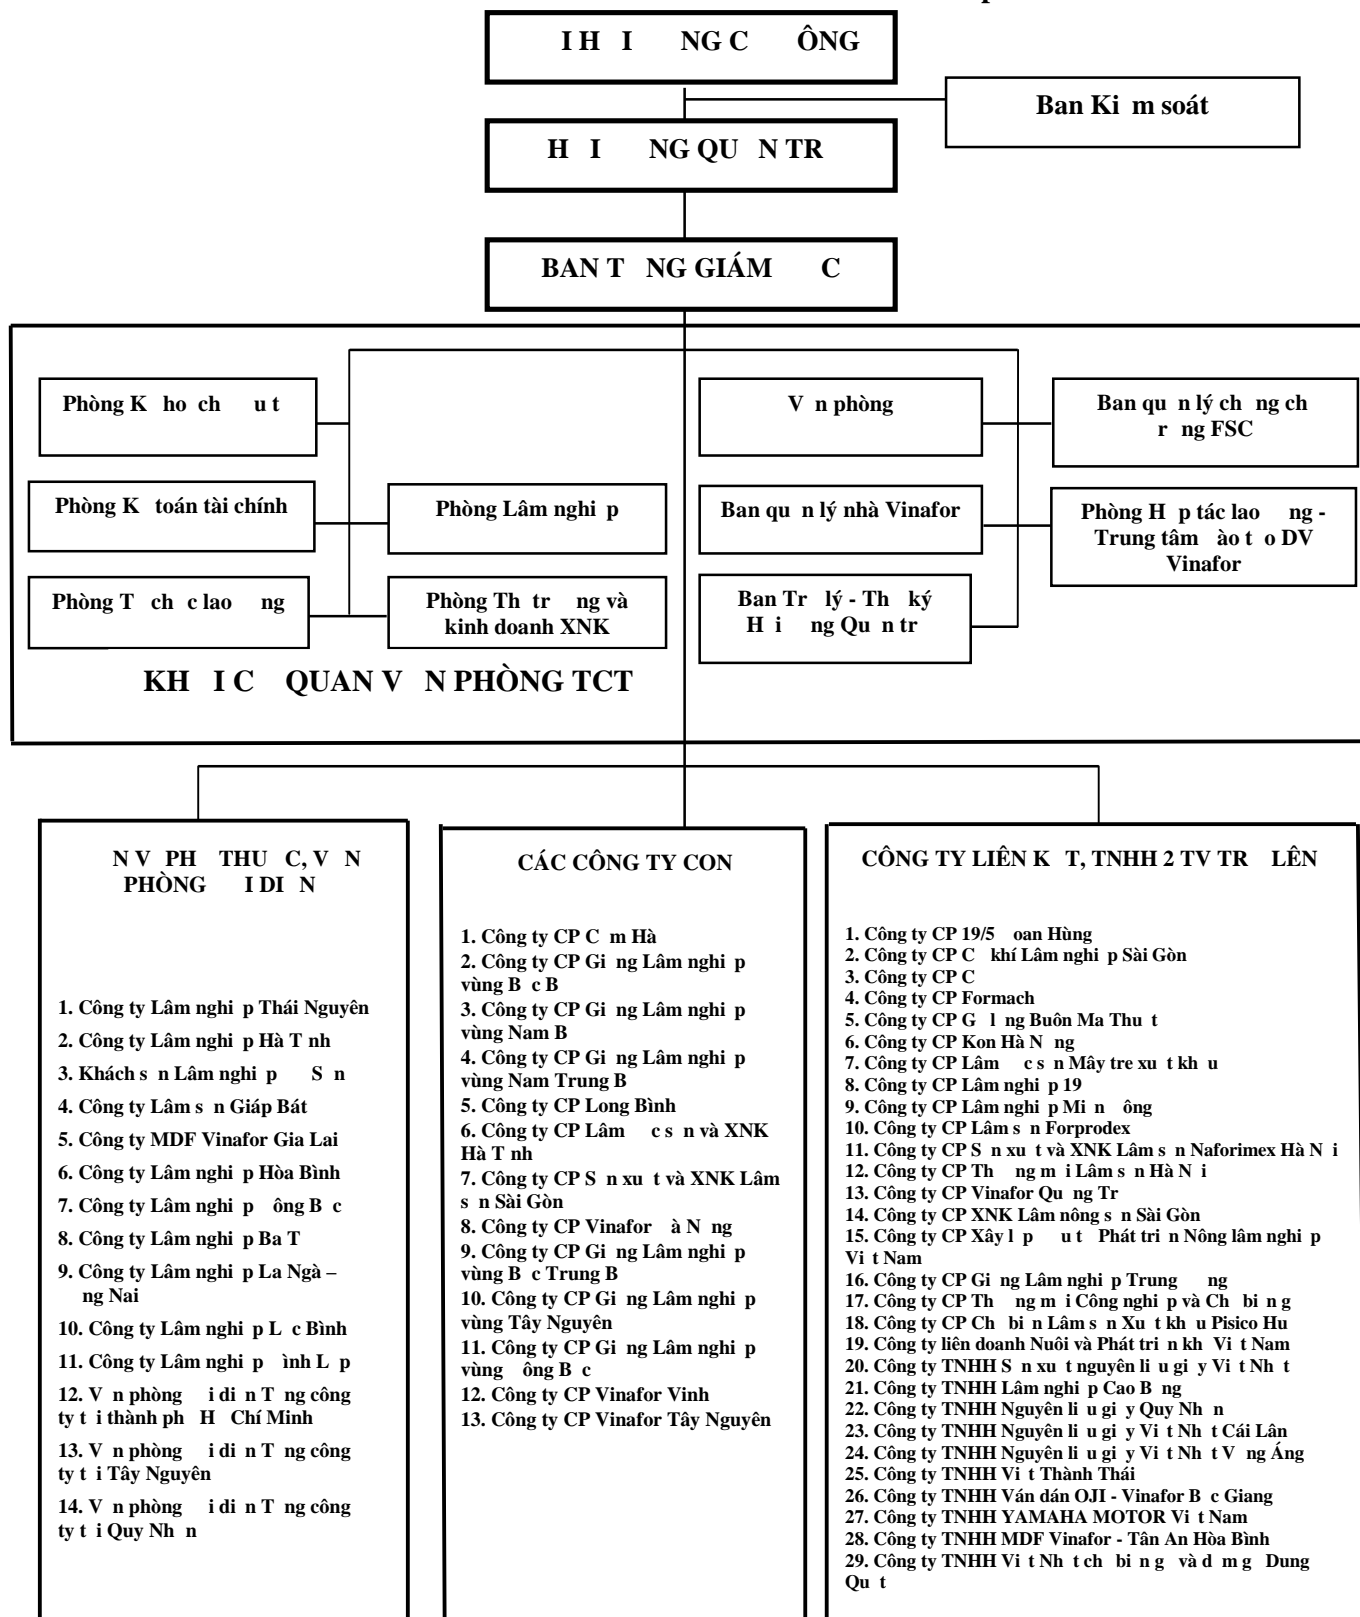 I H I NG C ÔNG
Ban Ki m soát
H I NG QU N TR
BAN T NG GIÁM C
Phòng K ho ch u t
V n phòng
Ban qu n lý ch ng ch
r ng FSC
Phòng K toán tài chính
Phòng Lâm nghi p
Ban qu n lý nhà Vinafor
Phòng H p tác lao ng -
Trung tâm ào t o DV
Vinafor
Phòng T ch c lao ng
Phòng Th tr ng và
kinh doanh XNK
Ban Tr lý - Th ký
H i ng Qu n tr
KH I C QUAN V N PHÒNG TCT
N V PH THU C, V N
PHÒNG I DI N
1. Công ty Lâm nghi p Thái Nguyên
2. Công ty Lâm nghi p Hà T nh
3. Khách s n Lâm nghi p S n
4. Công ty Lâm s n Giáp Bát
5. Công ty MDF Vinafor Gia Lai
6. Công ty Lâm nghi p Hòa Bình
7. Công ty Lâm nghi p ông B c
8. Công ty Lâm nghi p Ba T
9. Công ty Lâm nghi p La Ngà –
ng Nai
10. Công ty Lâm nghi p L c Bình
11. Công ty Lâm nghi p ình L p
12. V n phòng i di n T ng công
ty t i thành ph H Chí Minh
13. V n phòng i di n T ng công
ty t i Tây Nguyên
14. V n phòng i di n T ng công
ty t i Quy Nh n
CÁC CÔNG TY CON
1. Công ty CP C m Hà
2. Công ty CP Gi ng Lâm nghi p
vùng B c B
3. Công ty CP Gi ng Lâm nghi p
vùng Nam B
4. Công ty CP Gi ng Lâm nghi p
vùng Nam Trung B
5. Công ty CP Long Bình
6. Công ty CP Lâm c s n và XNK
Hà T nh
7. Công ty CP S n xu t và XNK Lâm
s n Sài Gòn
8. Công ty CP Vinafor à N ng
9. Công ty CP Gi ng Lâm nghi p
vùng B c Trung B
10. Công ty CP Gi ng Lâm nghi p
vùng Tây Nguyên
11. Công ty CP Gi ng Lâm nghi p
vùng ông B c
12. Công ty CP Vinafor Vinh
13. Công ty CP Vinafor Tây Nguyên
CÔNG TY LIÊN K T, TNHH 2 TV TR LÊN
1. Công ty CP 19/5 oan Hùng
2. Công ty CP C khí Lâm nghi p Sài Gòn
3. Công ty CP C
4. Công ty CP Formach
5. Công ty CP G l ng Buôn Ma Thu t
6. Công ty CP Kon Hà N ng
7. Công ty CP Lâm c s n Mây tre xu t kh u
8. Công ty CP Lâm nghi p 19
9. Công ty CP Lâm nghi p Mi n ông
10. Công ty CP Lâm s n Forprodex
11. Công ty CP S n xu t và XNK Lâm s n Naforimex Hà N i
12. Công ty CP Th ng m i Lâm s n Hà N i
13. Công ty CP Vinafor Qu ng Tr
14. Công ty CP XNK Lâm nông s n Sài Gòn
15. Công ty CP Xây l p u t Phát tri n Nông lâm nghi p
Vi t Nam
16. Công ty CP Gi ng Lâm nghi p Trung ng
17. Công ty CP Th ng m i Công nghi p và Ch bi n g
18. Công ty CP Ch bi n Lâm s n Xu t kh u Pisico Hu
19. Công ty liên doanh Nuôi và Phát tri n kh Vi t Nam
20. Công ty TNHH S n xu t nguyên li u gi y Vi t Nh t
21. Công ty TNHH Lâm nghi p Cao B ng
22. Công ty TNHH Nguyên li u gi y Quy Nh n
23. Công ty TNHH Nguyên li u gi y Vi t Nh t Cái Lân
24. Công ty TNHH Nguyên li u gi y Vi t Nh t V ng Áng
25. Công ty TNHH Vi t Thành Thái
26. Công ty TNHH Ván dán OJI - Vinafor B c Giang
27. Công ty TNHH YAMAHA MOTOR Vi t Nam
28. Công ty TNHH MDF Vinafor - Tân An Hòa Bình
29. Công ty TNHH Vi t Nh t ch bi n g và d m g Dung
Qu t